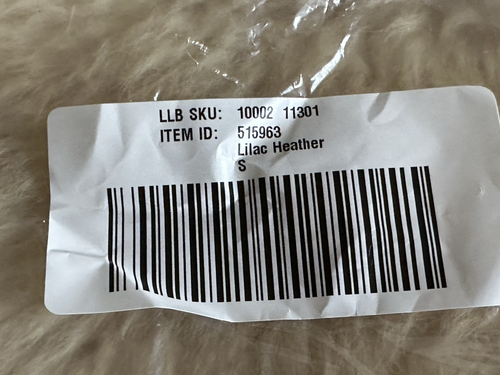 LLB SKU: 10002 11301
ITEM ID: 515963
Lilac Heather
S